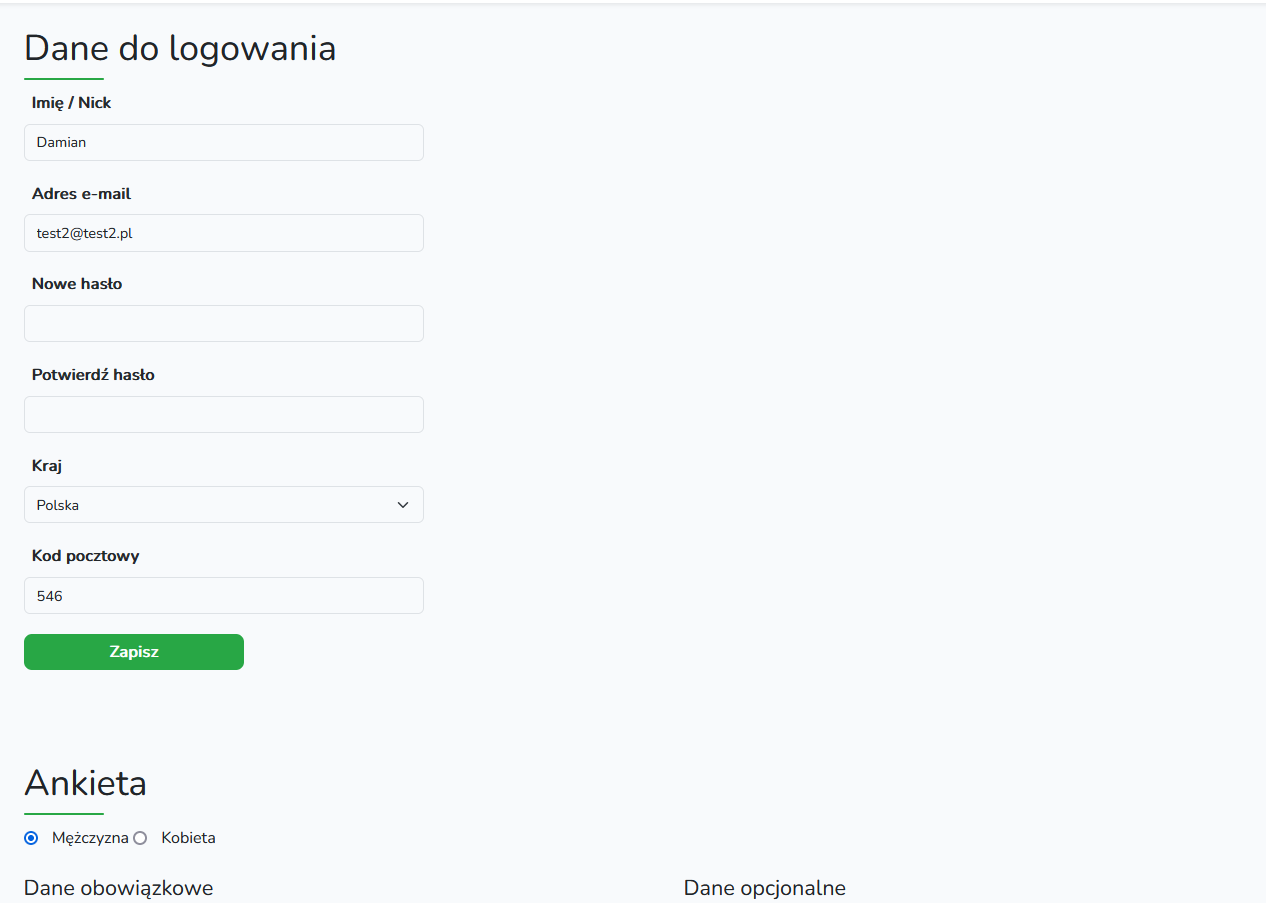 Dane do logowania
Imię / Nick
Damian
Adres e-mail
test2@test2.pl
Nowe hasło
Potwierdź hasło
Kraj
Polska
Kod pocztowy
546
Zapisz
Ankieta
Mężczyzna Kobieta
Dane obowiązkowe Dane opcjonalne